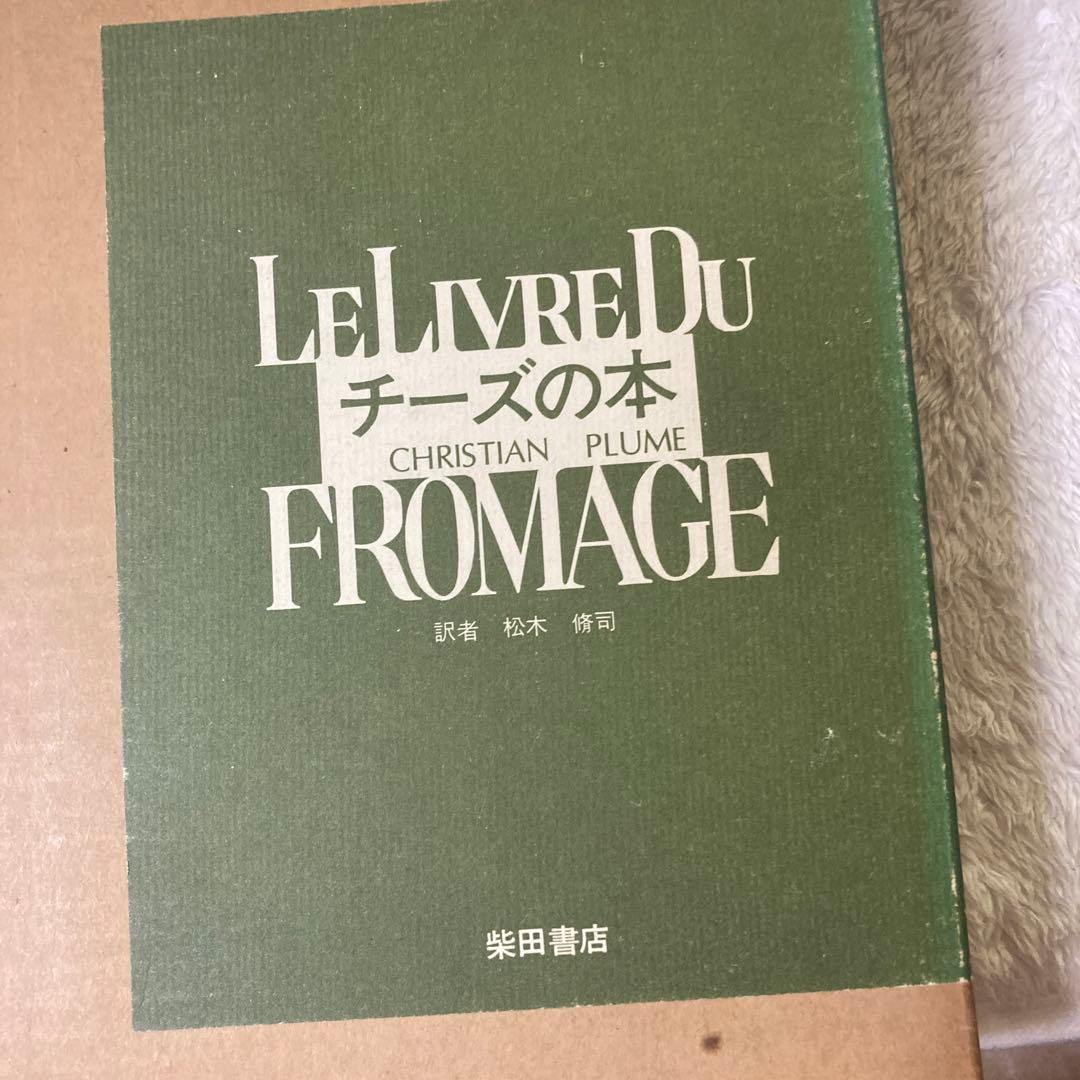 LE LIVRE DU
チーズの本
CHRISTIAN PLUME
FROMAGE
訳者 松木 脩司
柴田書店